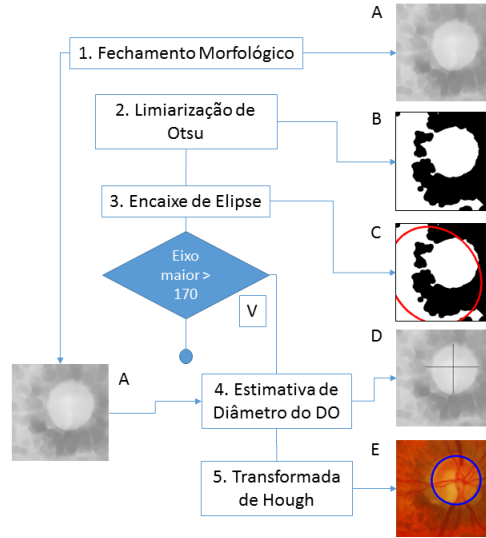 A
1. Fechamento Morfológico
2. Limiarização de
Otsu
B
3. Encaixe de Elipse
C
Eixo
maior >
170
V
D
A
4. Estimativa de
Diâmetro do DO
E
5. Transformada
de Hough